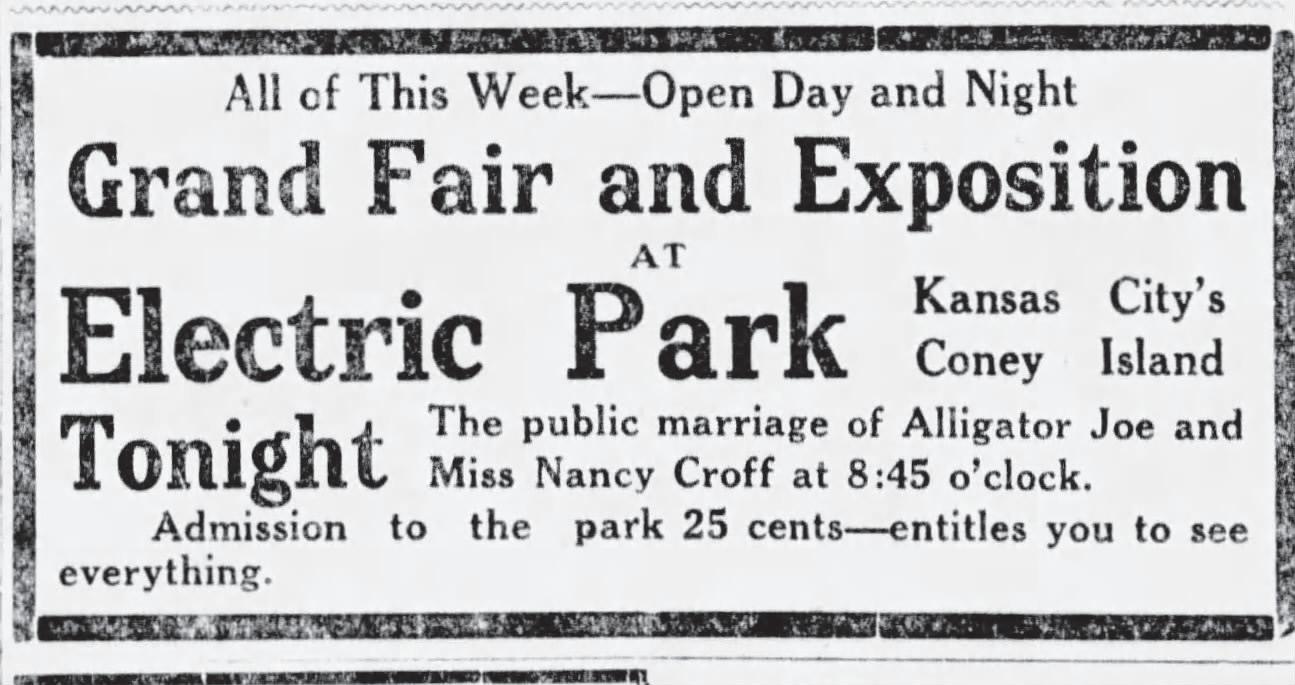 All of This Week—Open Day and Night
Grand Fair and Exposition
AT
Electric Park
Kansas City's
Coney Island
Tonight
The public marriage of Alligator Joe and
Miss Nancy Croff at 8:45 o'clock.
Admission to the park 25 cents—entitles you to see
everything.